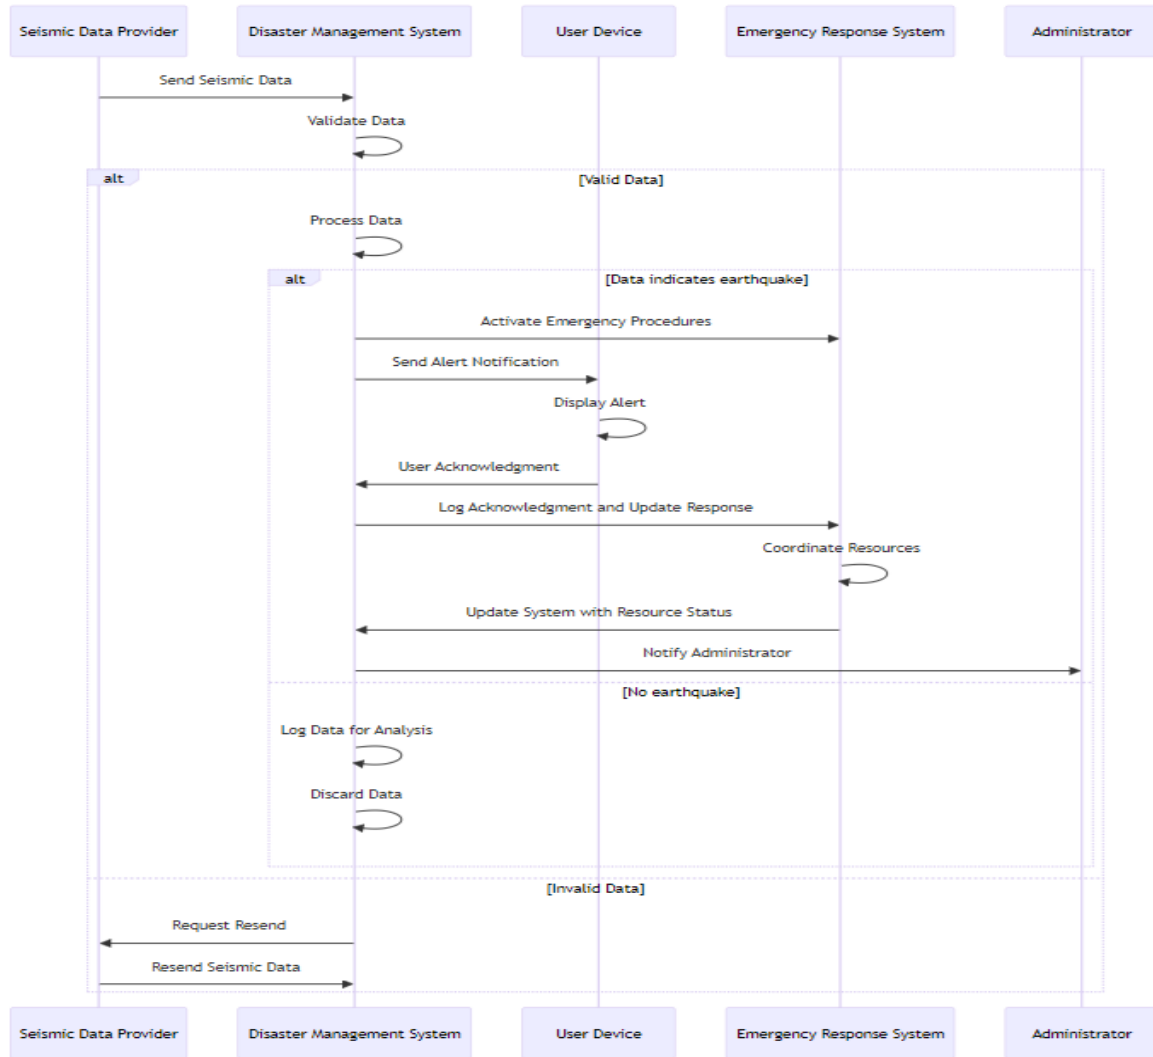 Seismic Data Provider
Disaster Management System
User Device
Emergency Response System
Administrator
Send Seismic Data
Validate Data
alt
[Valid Data]
Process Data
alt
[Data indicates earthquake]
Activate Emergency Procedures
Send Alert Notification
Display Alert
User Acknowledgment
Log Acknowledgment and Update Response
Coordinate Resources
Update System with Resource Status
Notify Administrator
[No earthquake]
Log Data for Analysis
Discard Data
[Invalid Data]
Request Resend
Resend Seismic Data
Seismic Data Provider
Disaster Management System
User Device
Emergency Response System
Administrator